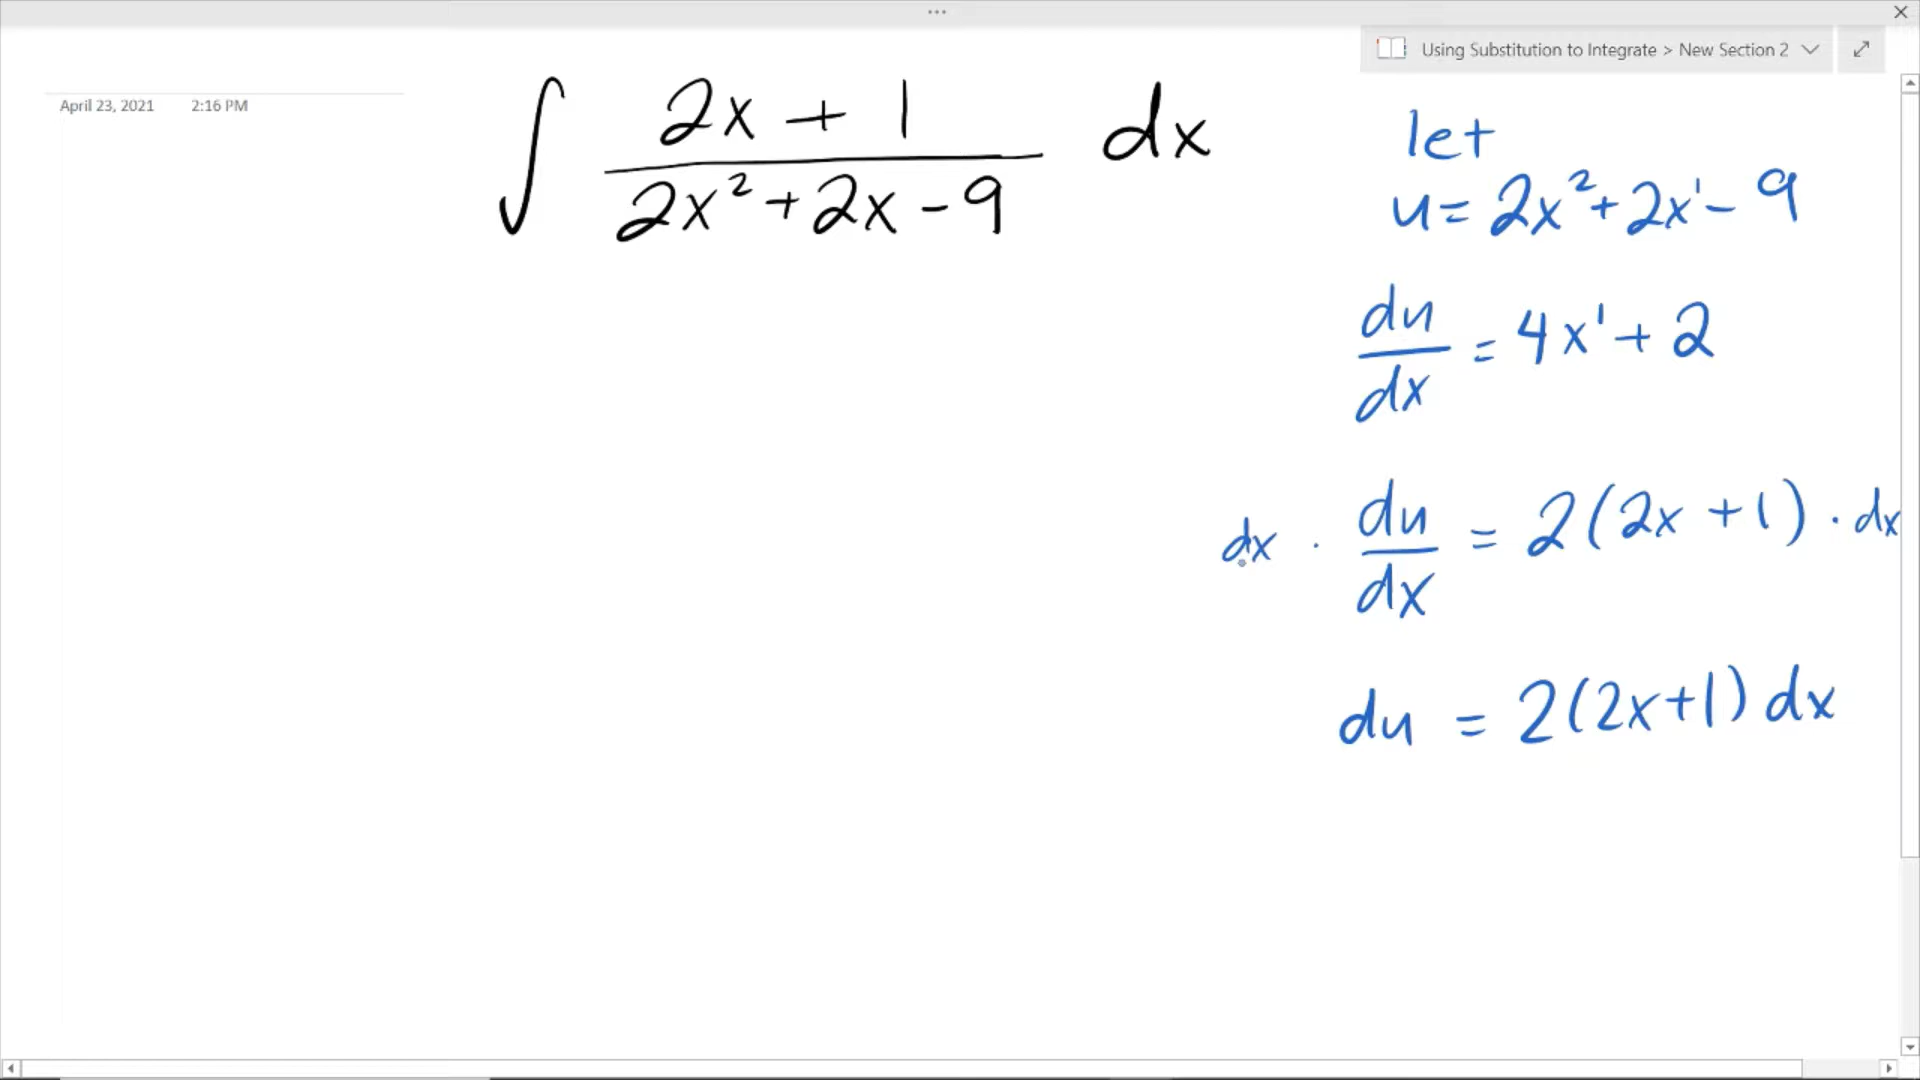 Using Substitution to Integrate > New Section 2
April 23, 2021 2:16 PM
∫ (2x + 1)/(2x² + 2x - 9) dx
let
u = 2x² + 2x¹ - 9
du/dx = 4x¹ + 2
dx · du/dx = 2(2x + 1) · dx
du = 2(2x+1) dx